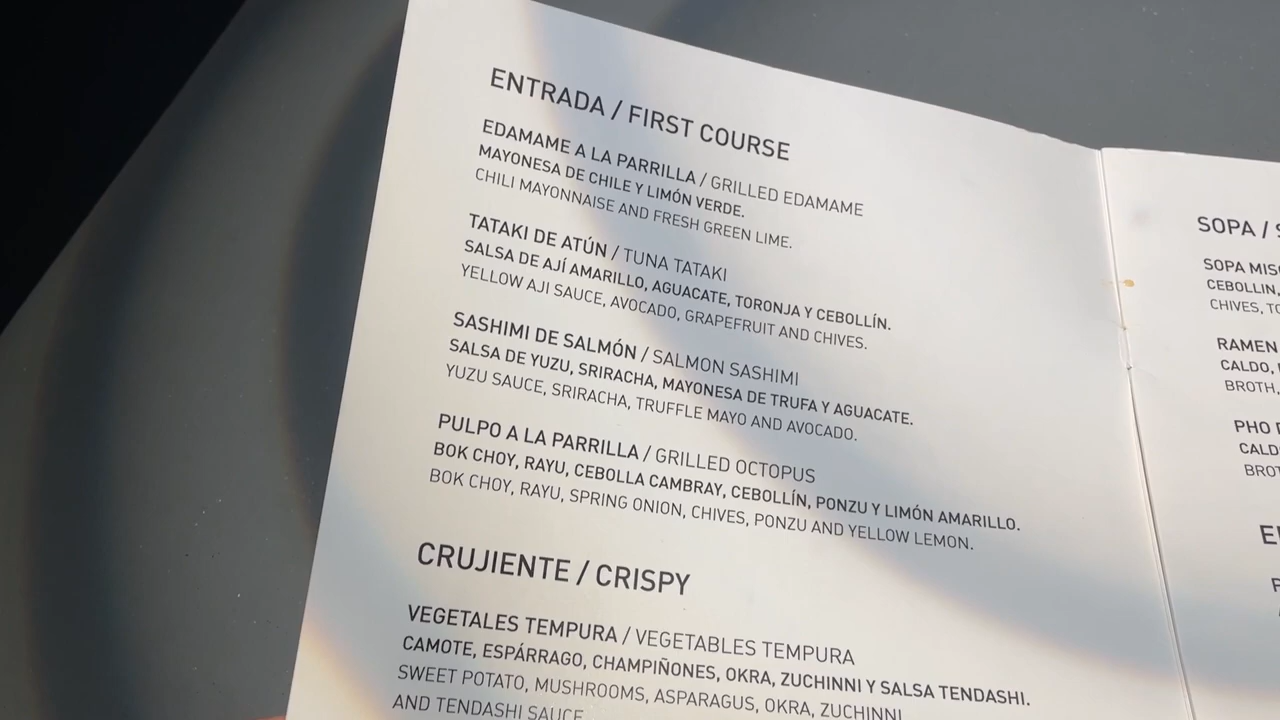 ENTRADA / FIRST COURSE
EDAMAME A LA PARRILLA / GRILLED EDAMAME
MAYONESA DE CHILE Y LIMÓN VERDE.
CHILI MAYONNAISE AND FRESH GREEN LIME.
TATAKI DE ATÚN / TUNA TATAKI
SALSA DE AJÍ AMARILLO, AGUACATE, TORONJA Y CEBOLLÍN.
YELLOW AJI SAUCE, AVOCADO, GRAPEFRUIT AND CHIVES.
SASHIMI DE SALMÓN / SALMON SASHIMI
SALSA DE YUZU, SRIRACHA, MAYONESA DE TRUFA Y AGUACATE.
YUZU SAUCE, SRIRACHA, TRUFFLE MAYO AND AVOCADO.
PULPO A LA PARRILLA / GRILLED OCTOPUS
BOK CHOY, RAYU, CEBOLLA CAMBRAY, CEBOLLÍN, PONZU Y LIMÓN AMARILLO.
BOK CHOY, RAYU, SPRING ONION, CHIVES, PONZU AND YELLOW LEMON.
CRUJIENTE / CRISPY
VEGETALES TEMPURA / VEGETABLES TEMPURA
CAMOTE, ESPÁRRAGO, CHAMPIÑONES, OKRA, ZUCHINNI Y SALSA TENDASHI.
SWEET POTATO, MUSHROOMS, ASPARAGUS, OKRA, ZUCHINNI
AND TENDASHI SAUCE
SOPA /
SOPA MISO
CEBOLLIN,
CHIVES,
RAMEN
CALDO,
BROTH,
PHO